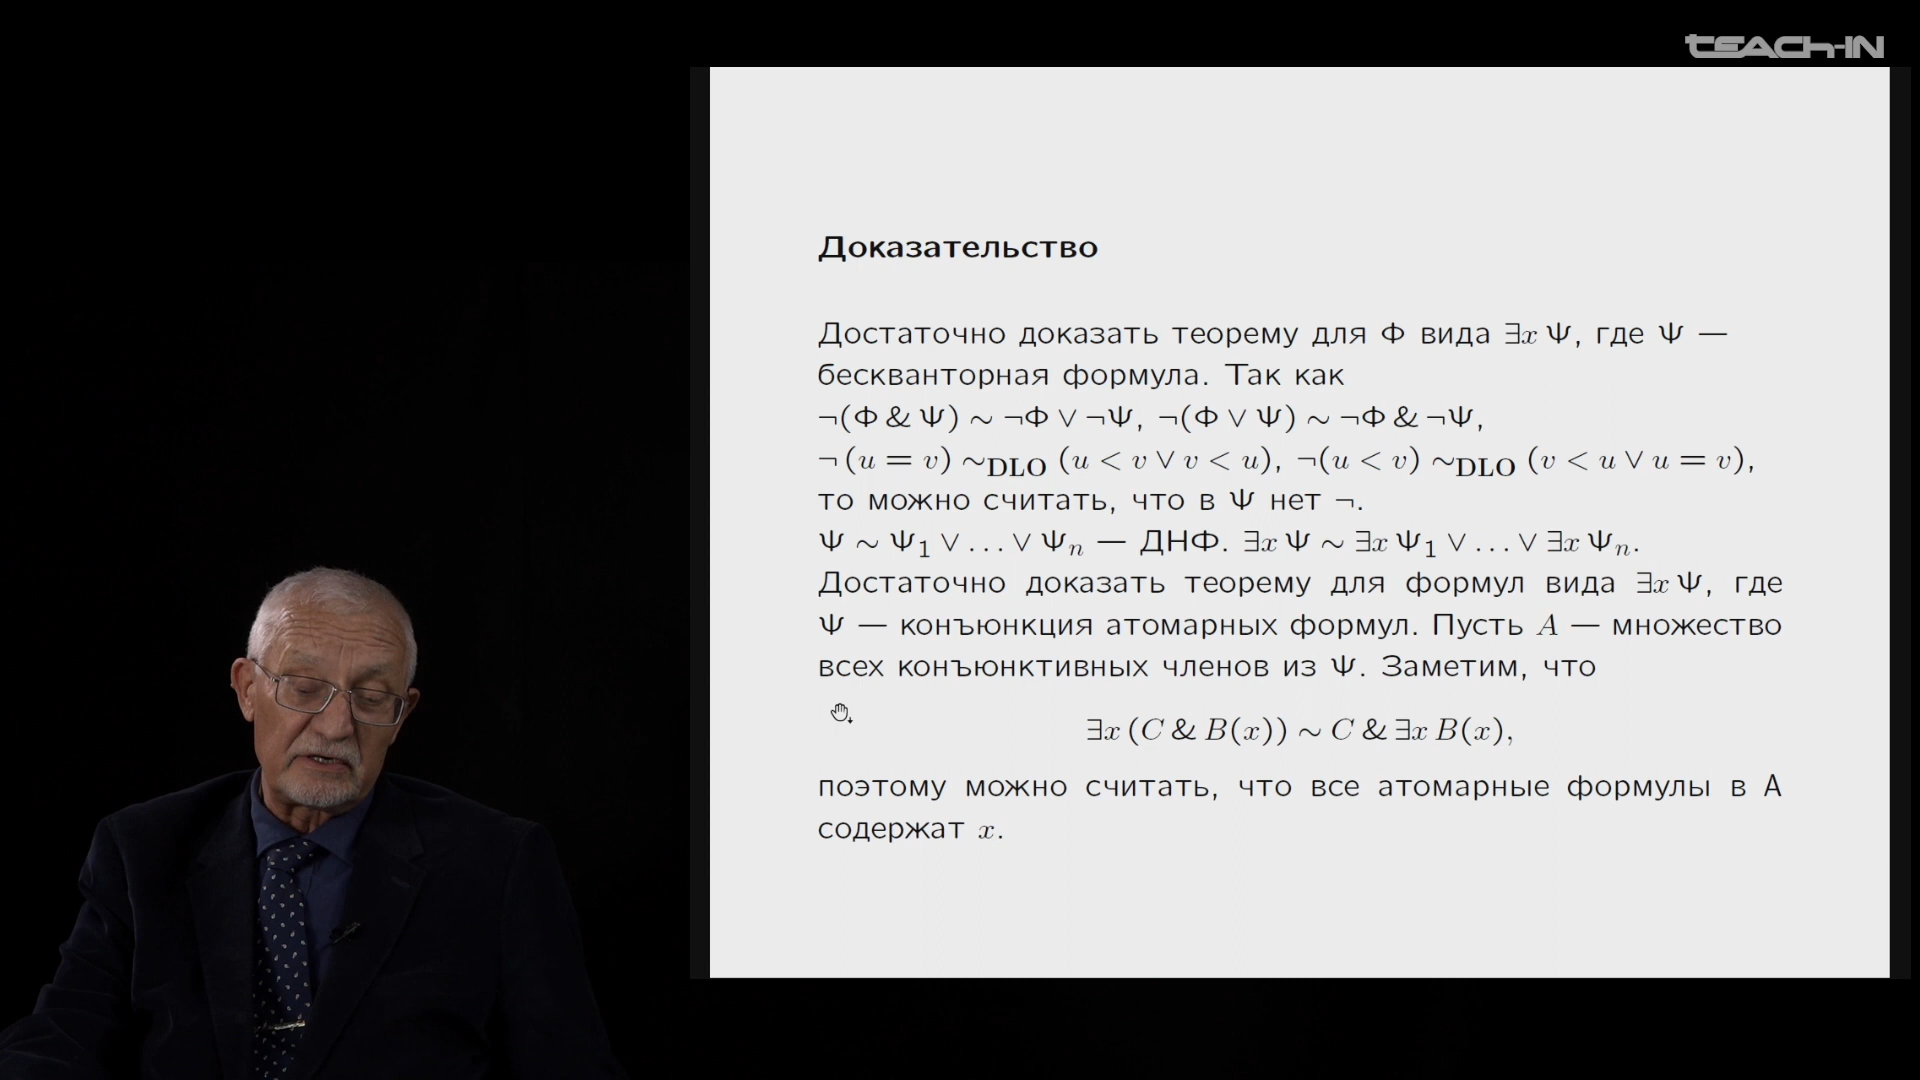 teach-in
Доказательство
Достаточно доказать теорему для Φ вида ∃x Ψ, где Ψ —
бескванторная формула. Так как
¬(Φ & Ψ) ∼ ¬Φ ∨ ¬Ψ, ¬(Φ ∨ Ψ) ∼ ¬Φ & ¬Ψ,
¬(u = v) ∼DLO (u < v ∨ v < u), ¬(u < v) ∼DLO (v < u ∨ u = v),
то можно считать, что в Ψ нет ¬.
Ψ ∼ Ψ₁ ∨ … ∨ Ψₙ — ДНФ. ∃x Ψ ∼ ∃x Ψ₁ ∨ … ∨ ∃x Ψₙ.
Достаточно доказать теорему для формул вида ∃x Ψ, где
Ψ — конъюнкция атомарных формул. Пусть A — множество
всех конъюнктивных членов из Ψ. Заметим, что
∃x (C & B(x)) ∼ C & ∃x B(x),
поэтому можно считать, что все атомарные формулы в A
содержат x.